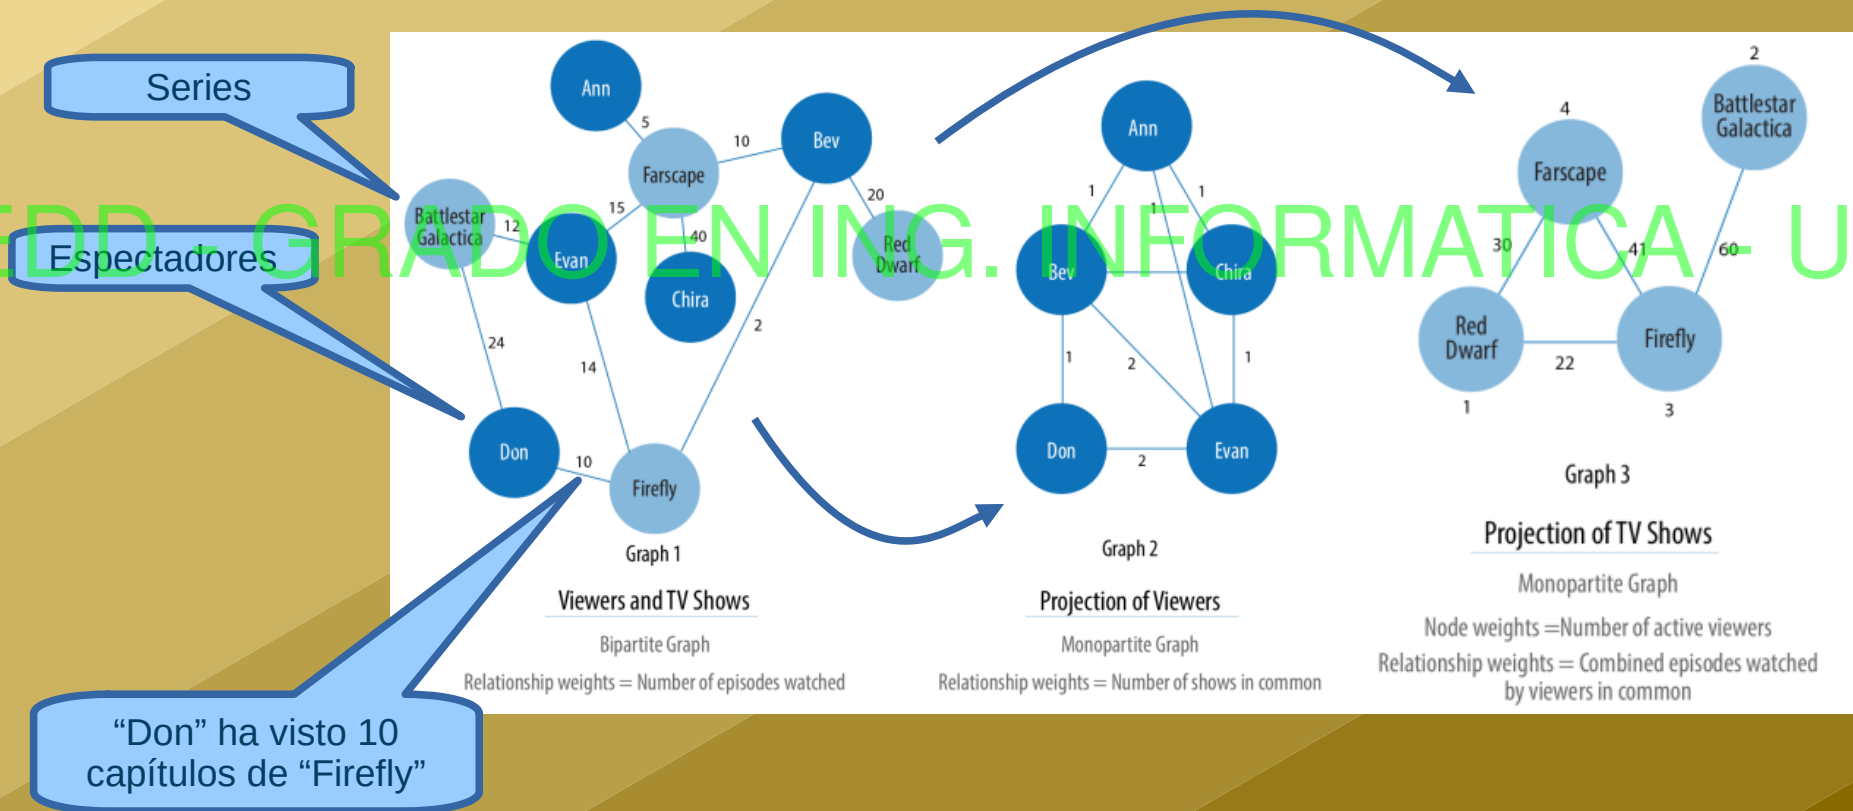 Series
Espectadores
“Don” ha visto 10
capítulos de “Firefly”
EDD - GRADO EN ING. INFORMATICA - U
Ann
5
Farscape
10
Bev
20
Red
Dwarf
Battlestar
Galactica
12
15
Evan
40
Chira
24
14
2
Don
10
Firefly
Graph 1
Viewers and TV Shows
Bipartite Graph
Relationship weights = Number of episodes watched
Ann
1
1
1
Bev
Chira
1
2
1
Don
2
Evan
Graph 2
Projection of Viewers
Monopartite Graph
Relationship weights = Number of shows in common
2
Battlestar
Galactica
4
Farscape
30
41
60
Red
Dwarf
22
Firefly
1
3
Graph 3
Projection of TV Shows
Monopartite Graph
Node weights =Number of active viewers
Relationship weights = Combined episodes watched
by viewers in common